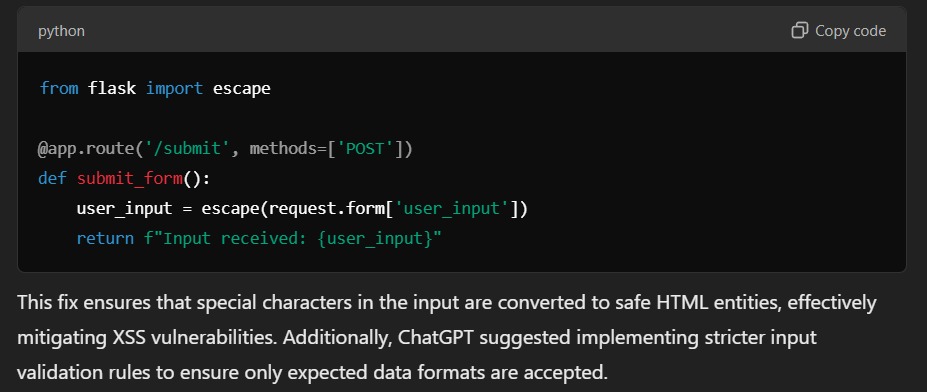 python
Copy code
from flask import escape
@app.route('/submit', methods=['POST'])
def submit_form():
    user_input = escape(request.form['user_input'])
    return f"Input received: {user_input}"
This fix ensures that special characters in the input are converted to safe HTML entities, effectively
mitigating XSS vulnerabilities. Additionally, ChatGPT suggested implementing stricter input
validation rules to ensure only expected data formats are accepted.